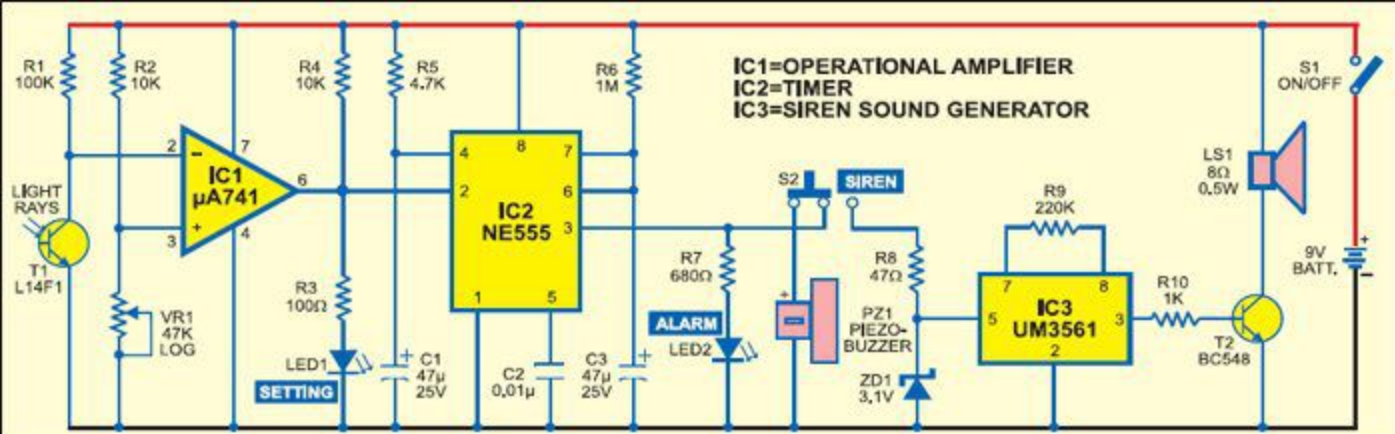 R1
100K
R2
10K
R4
10K
R5
4.7K
R6
1M
IC1=OPERATIONAL AMPLIFIER
IC2=TIMER
IC3=SIREN SOUND GENERATOR
S1
ON/OFF
2
−
7
IC1
µA741
6
+
3
4
LIGHT
RAYS
T1
L14F1
VR1
47K
LOG
R3
100Ω
LED1
SETTING
+
C1
47µ
25V
4
8
7
2
6
IC2
NE555
3
1
5
C2
0.01µ
C3
47µ
25V
+
S2
SIREN
R7
680Ω
ALARM
LED2
+
−
PZ1
PIEZO-
BUZZER
R8
47Ω
ZD1
3.1V
R9
220K
7
8
IC3
UM3561
5
3
2
R10
1K
T2
BC548
LS1
8Ω
0.5W
9V
BATT.
+
−